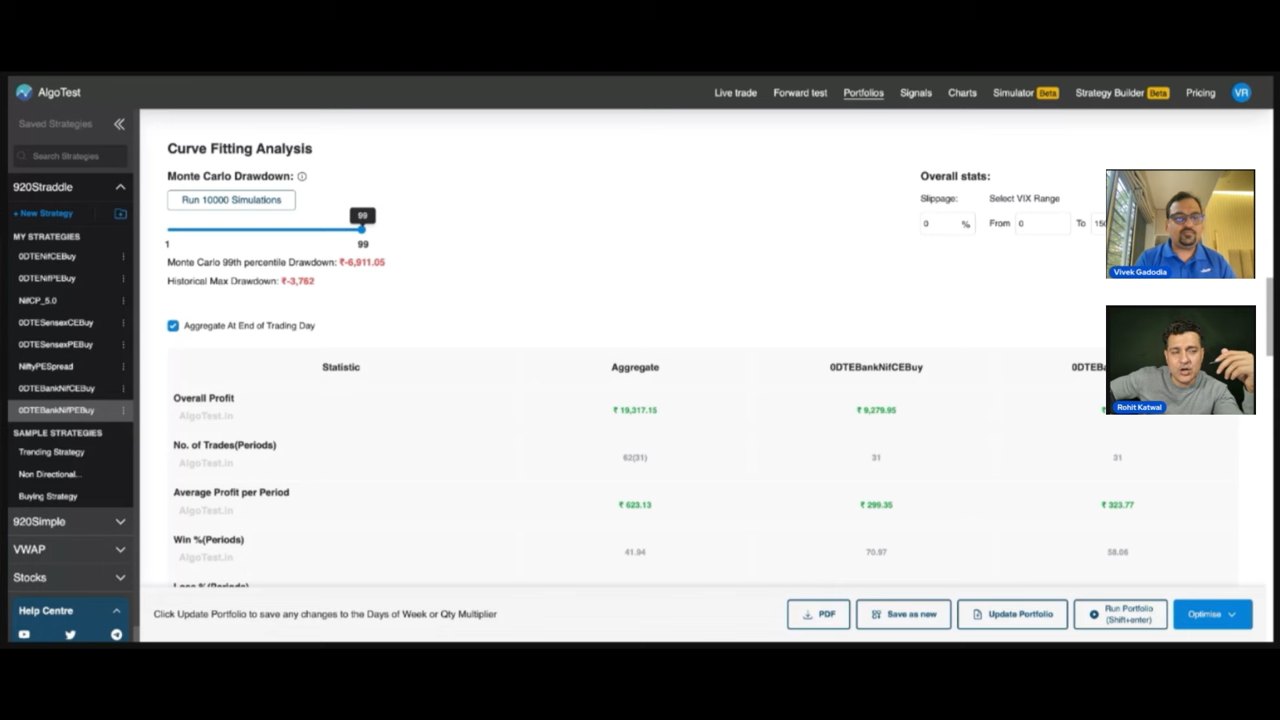 AlgoTest
Live trade
Forward test
Portfolios
Signals
Charts
Simulator Beta
Strategy Builder Beta
Pricing
VR
Saved Strategies
Search Strategies
920Straddle
+ New Strategy
MY STRATEGIES
0DTENifCEBuy
0DTENifPEBuy
NifCP_5.0
0DTESensexCEBuy
0DTESensexPEBuy
NiftyPESpread
0DTEBankNifCEBuy
0DTEBankNifPEBuy
SAMPLE STRATEGIES
Trending Strategy
Non Directional...
Buying Strategy
920Simple
VWAP
Stocks
Help Centre
Curve Fitting Analysis
Monte Carlo Drawdown:
Run 10000 Simulations
99
1
99
Monte Carlo 99th percentile Drawdown: ₹-6,911.05
Historical Max Drawdown: ₹-3,762
Overall stats:
Slippage:
Select VIX Range
0 %
From 0
To
Aggregate At End of Trading Day
Statistic
Aggregate
0DTEBankNifCEBuy
Overall Profit
AlgoTest.in
₹ 19,317.15
₹ 9,279.95
No. of Trades(Periods)
AlgoTest.in
62(31)
31
31
Average Profit per Period
AlgoTest.in
₹ 623.13
₹ 299.35
₹ 323.77
Win %(Periods)
AlgoTest.in
41.94
70.97
58.06
Click Update Portfolio to save any changes to the Days of Week or Qty Multiplier
PDF
Save as new
Update Portfolio
Run Portfolio
(Shift+enter)
Optimise
Vivek Gadodia
Rohit Katwal